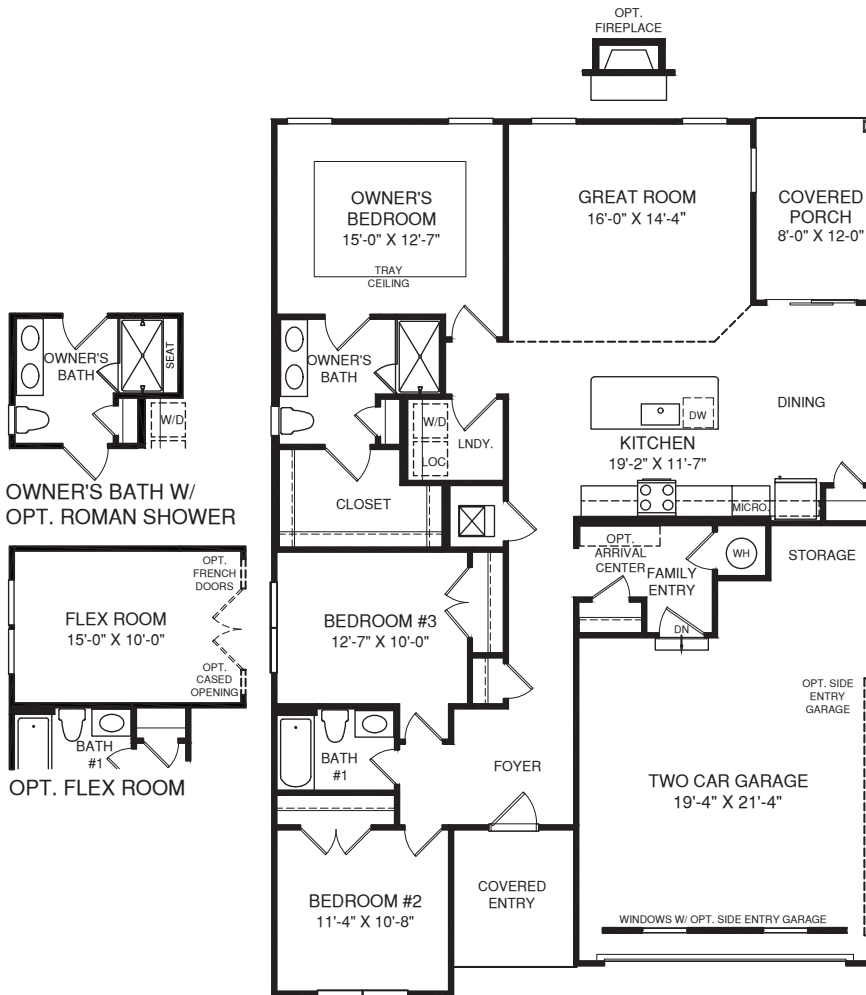 OPT.
FIREPLACE
OWNER'S
BEDROOM
15'-0" X 12'-7"
TRAY
CEILING
GREAT ROOM
16'-0" X 14'-4"
COVERED
PORCH
8'-0" X 12'-0"
OWNER'S
BATH
SEAT
W/D
OWNER'S BATH W/
OPT. ROMAN SHOWER
OWNER'S
BATH
W/D
LOC
LNDY.
CLOSET
DW
KITCHEN
19'-2" X 11'-7"
MICRO.
DINING
OPT.
FRENCH
DOORS
FLEX ROOM
15'-0" X 10'-0"
OPT.
CASED
OPENING
BATH
#1
OPT. FLEX ROOM
BEDROOM #3
12'-7" X 10'-0"
OPT.
ARRIVAL
CENTER
FAMILY
ENTRY
WH
STORAGE
DN
OPT. SIDE
ENTRY
GARAGE
BATH
#1
FOYER
TWO CAR GARAGE
19'-4" X 21'-4"
BEDROOM #2
11'-4" X 10'-8"
COVERED
ENTRY
WINDOWS W/ OPT. SIDE ENTRY GARAGE